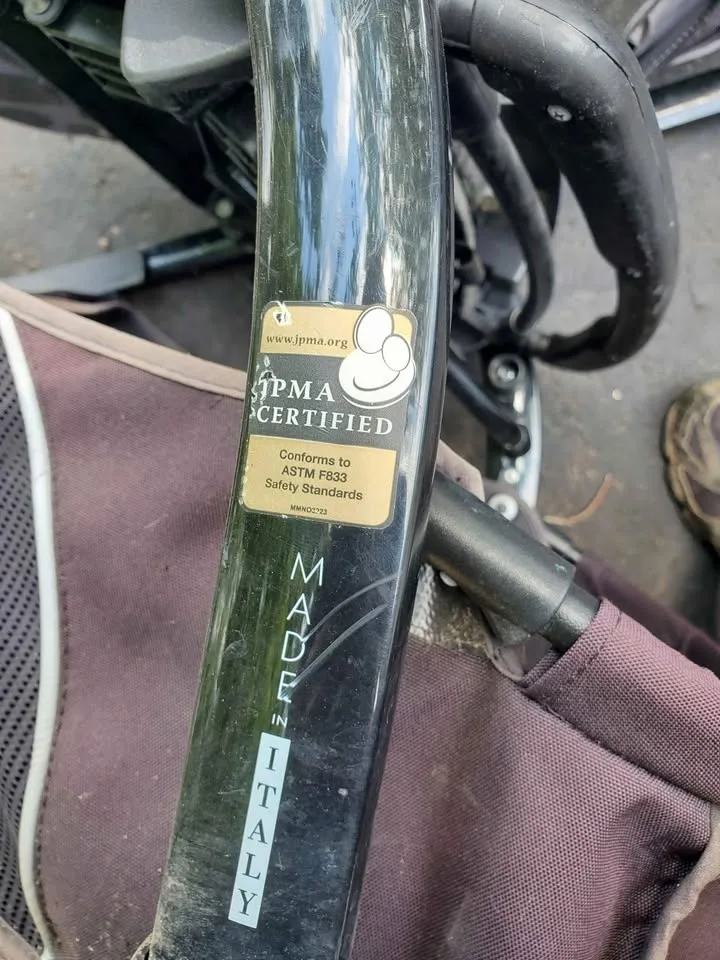 www.jpma.org
JPMA
CERTIFIED
Conforms to
ASTM F833
Safety Standards
MADE
IN
ITALY